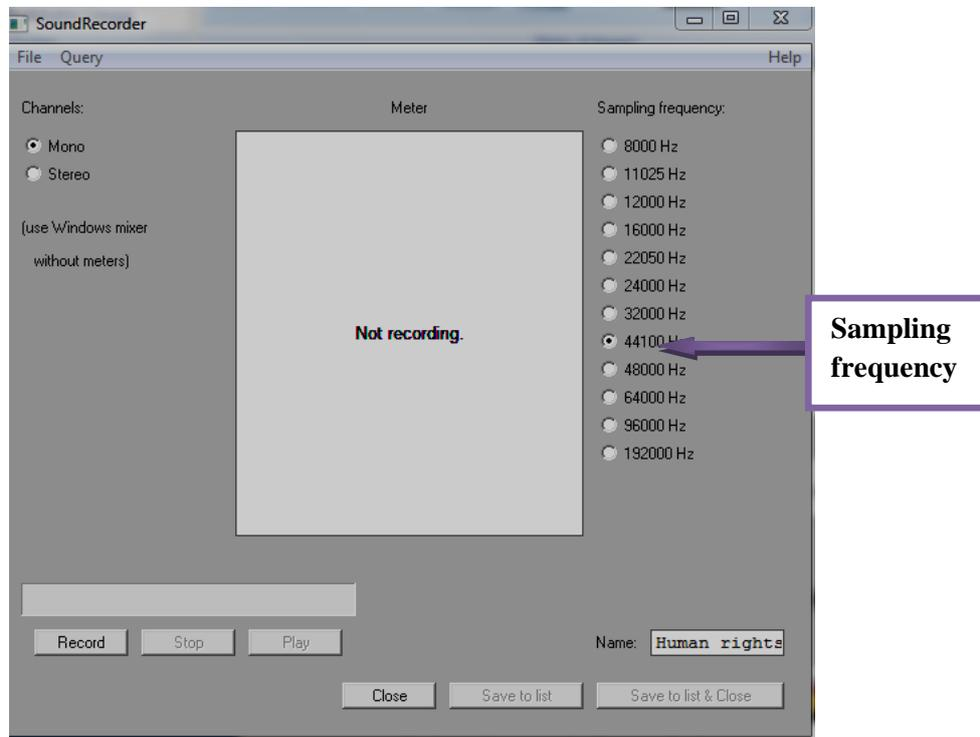 SoundRecorder
File Query Help
Channels: Meter Sampling frequency:
Mono
Stereo
(use Windows mixer
without meters)
8000 Hz
11025 Hz
12000 Hz
16000 Hz
22050 Hz
24000 Hz
32000 Hz
44100 Hz
48000 Hz
64000 Hz
96000 Hz
192000 Hz
Not recording.
Sampling
frequency
Record Stop Play Name: Human rights
Close Save to list Save to list & Close